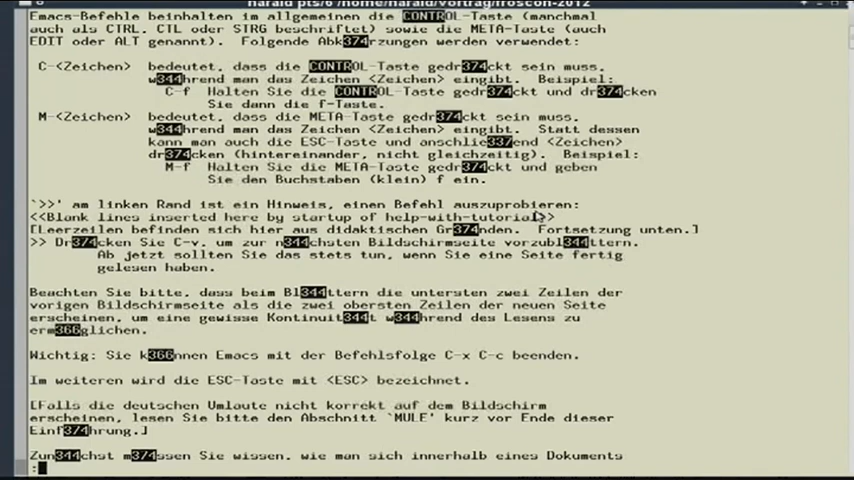 harald pts/6 /home/harald/vortrag/froscon-2012
Emacs-Befehle beinhalten im allgemeinen die CONTROL-Taste (manchmal
auch als CTRL, CTL oder STRG beschriftet) sowie die META-Taste (auch
EDIT oder ALT genannt).  Folgende Abk374rzungen werden verwendet:
C-<Zeichen>  bedeutet, dass die CONTROL-Taste gedr374ckt sein muss,
w344hrend man das Zeichen <Zeichen> eingibt.  Beispiel:
C-f  Halten Sie die CONTROL-Taste gedr374ckt und dr374cken
Sie dann die f-Taste.
M-<Zeichen>  bedeutet, dass die META-Taste gedr374ckt sein muss,
w344hrend man das Zeichen <Zeichen> eingibt.  Statt dessen
kann man auch die ESC-Taste und anschlie337end <Zeichen>
dr374cken (hintereinander, nicht gleichzeitig).  Beispiel:
M-f  Halten Sie die META-Taste gedr374ckt und geben
Sie den Buchstaben (klein) f ein.
`>>' am linken Rand ist ein Hinweis, einen Befehl auszuprobieren:
<<Blank lines inserted here by startup of help-with-tutorial>>
[Leerzeilen befinden sich hier aus didaktischen Gr374nden.  Fortsetzung unten.]
>> Dr374cken Sie C-v, um zur n344chsten Bildschirmseite vorzubl344ttern.
Ab jetzt sollten Sie das stets tun, wenn Sie eine Seite fertig
gelesen haben.
Beachten Sie bitte, dass beim Bl344ttern die untersten zwei Zeilen der
vorigen Bildschirmseite als die zwei obersten Zeilen der neuen Seite
erscheinen, um eine gewisse Kontinuit344t w344hrend des Lesens zu
erm366glichen.
Wichtig: Sie k366nnen Emacs mit der Befehlsfolge C-x C-c beenden.
Im weiteren wird die ESC-Taste mit <ESC> bezeichnet.
[Falls die deutschen Umlaute nicht korrekt auf dem Bildschirm
erscheinen, lesen Sie bitte den Abschnitt `MULE' kurz vor Ende dieser
Einf374hrung.]
Zun344chst m374ssen Sie wissen, wie man sich innerhalb eines Dokuments
: